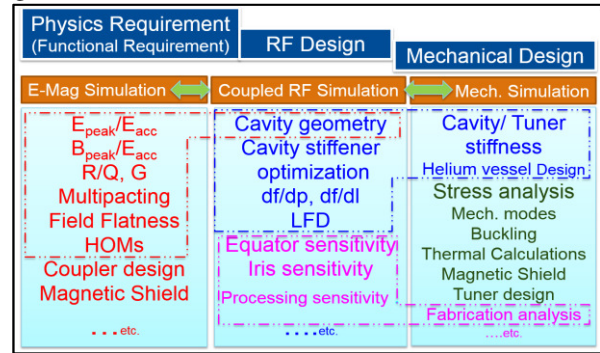 Physics Requirement
(Functional Requirement)
RF Design
Mechanical Design
E-Mag Simulation
Coupled RF Simulation
Mech. Simulation
Epeak/Eacc
Bpeak/Eacc
R/Q, G
Multipacting
Field Flatness
HOMs
Coupler design
Magnetic Shield
....etc.
Cavity geometry
Cavity stiffener
optimization
df/dp, df/dl
LFD
Equator sensitivity
Iris sensitivity
Processing sensitivity
....etc.
Cavity/ Tuner
stiffness
Helium vessel Design
Stress analysis
Mech. modes
Buckling
Thermal Calculations
Magnetic Shield
Tuner design
Fabrication analysis
....etc.